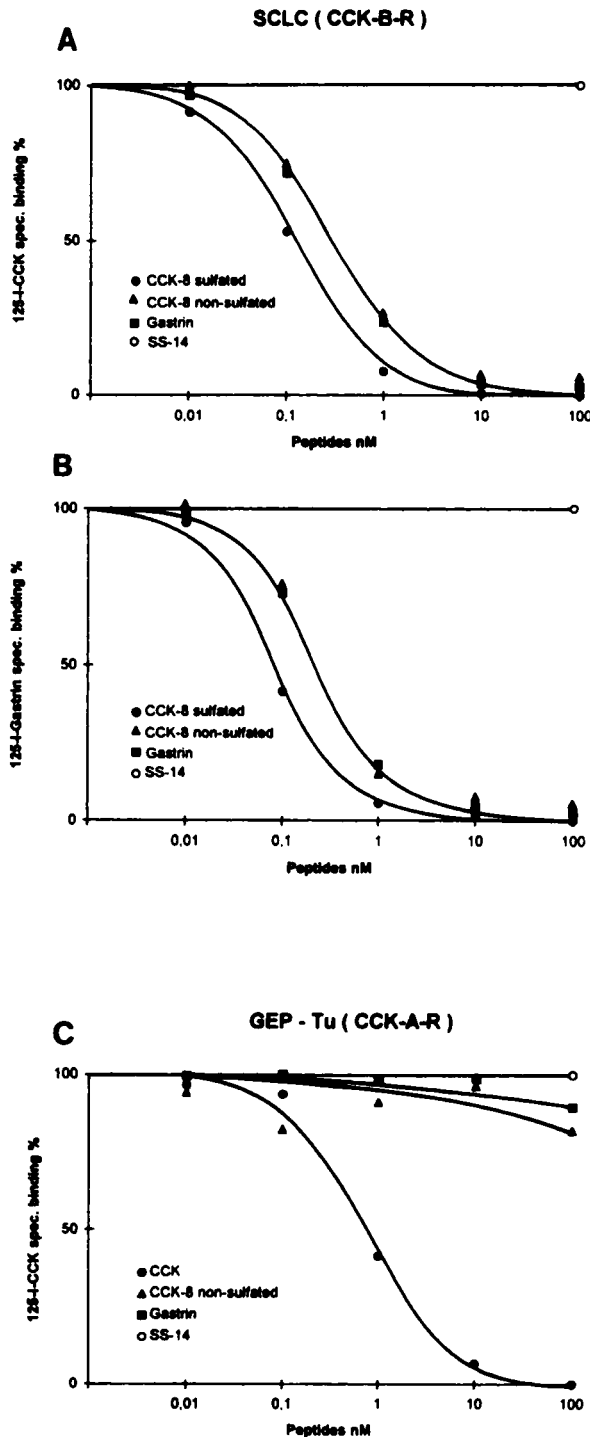 SCLC ( CCK-B-R )
A
125-I-CCK spec. binding %
100
50
0
● CCK-8 sulfated
▲ CCK-8 non-sulfated
■ Gastrin
○ SS-14
0,01 0,1 1 10 100
Peptides nM
B
125-I-Gastrin spec. binding %
100
50
0
● CCK-8 sulfated
▲ CCK-8 non-sulfated
■ Gastrin
○ SS-14
0,01 0,1 1 10 100
Peptides nM
GEP - Tu ( CCK-A-R )
C
125-I-CCK spec. binding %
100
50
0
● CCK
▲ CCK-8 non-sulfated
■ Gastrin
○ SS-14
0,01 0,1 1 10 100
Peptides nM